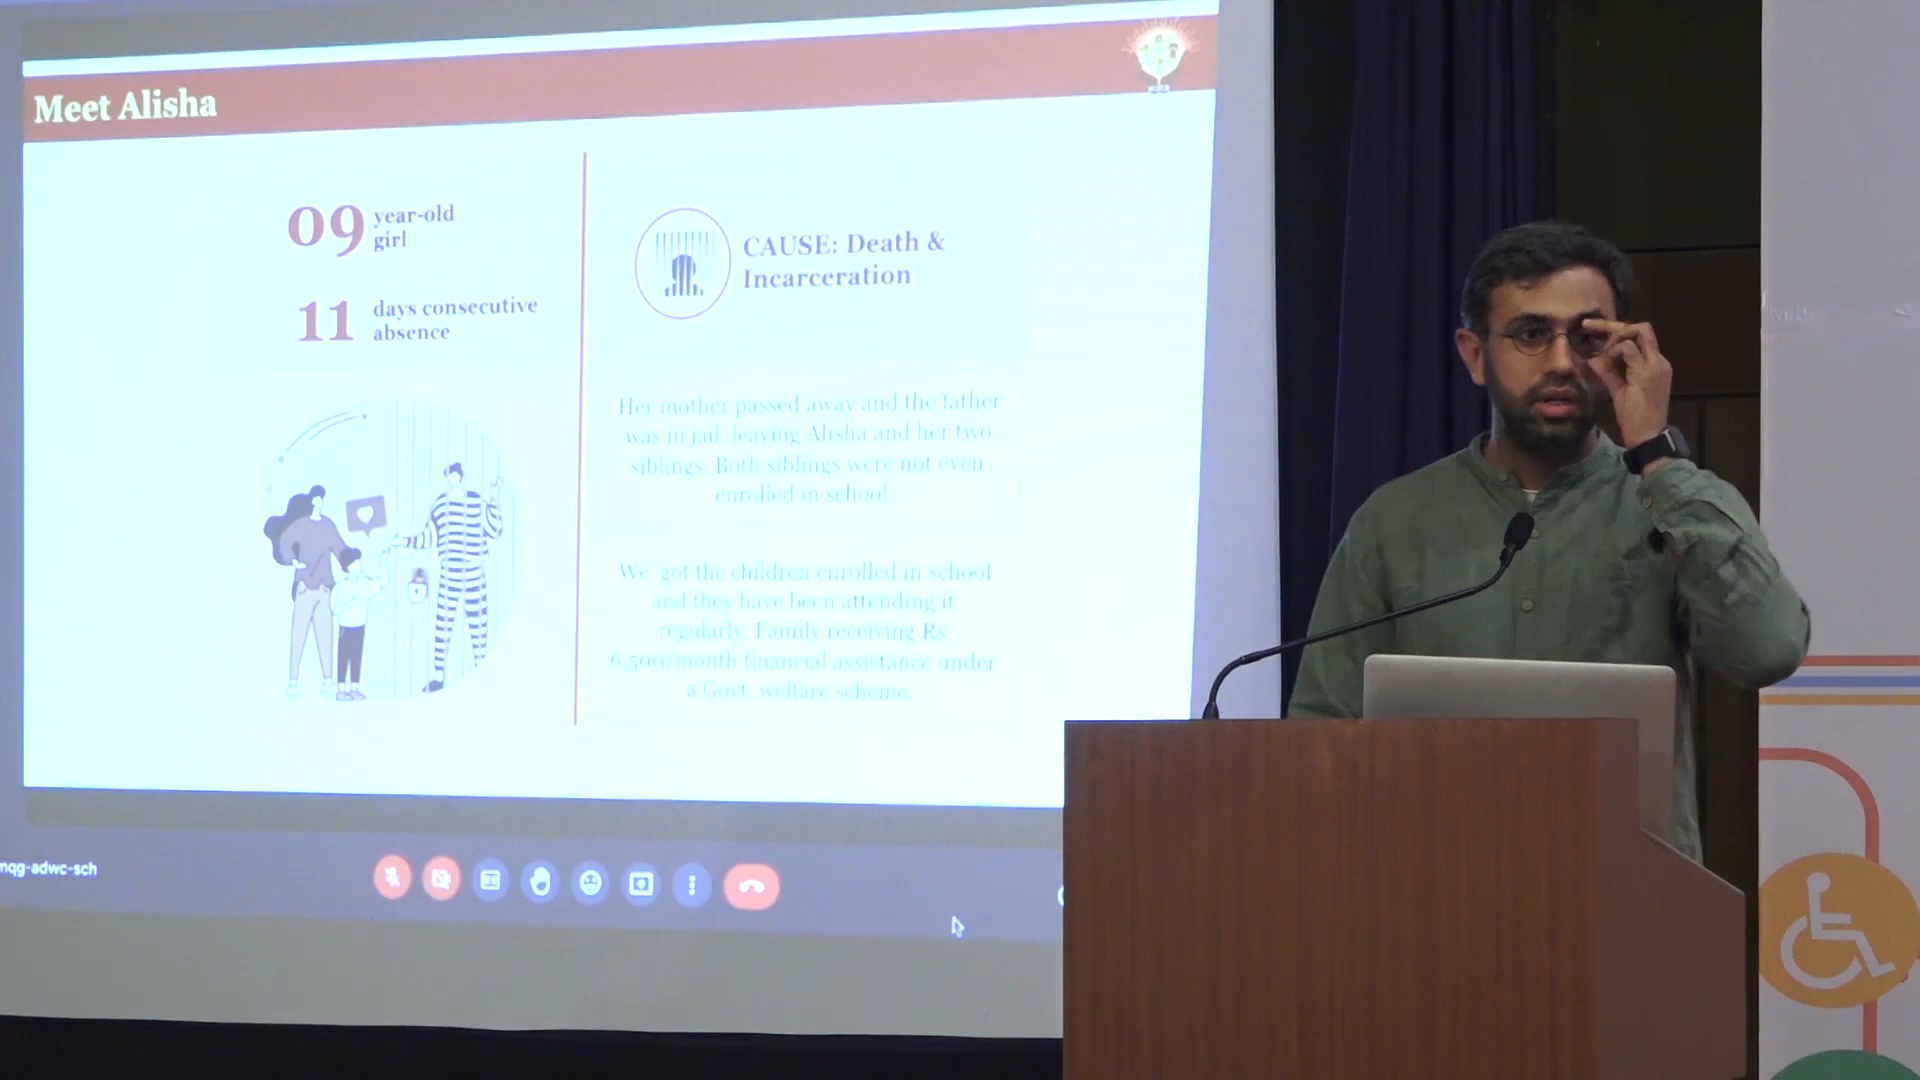 Meet Alisha
09 year-old
girl
11 days consecutive
absence
CAUSE: Death &
Incarceration
Her mother passed away and the father
was in jail, leaving Alisha and her two
siblings. Both siblings were not even
enrolled in school.
We got the children enrolled in school
and they have been attending it
regularly. Family receiving Rs
6,500/month financial assistance under
a Govt. welfare scheme.
mqg-adwc-sch